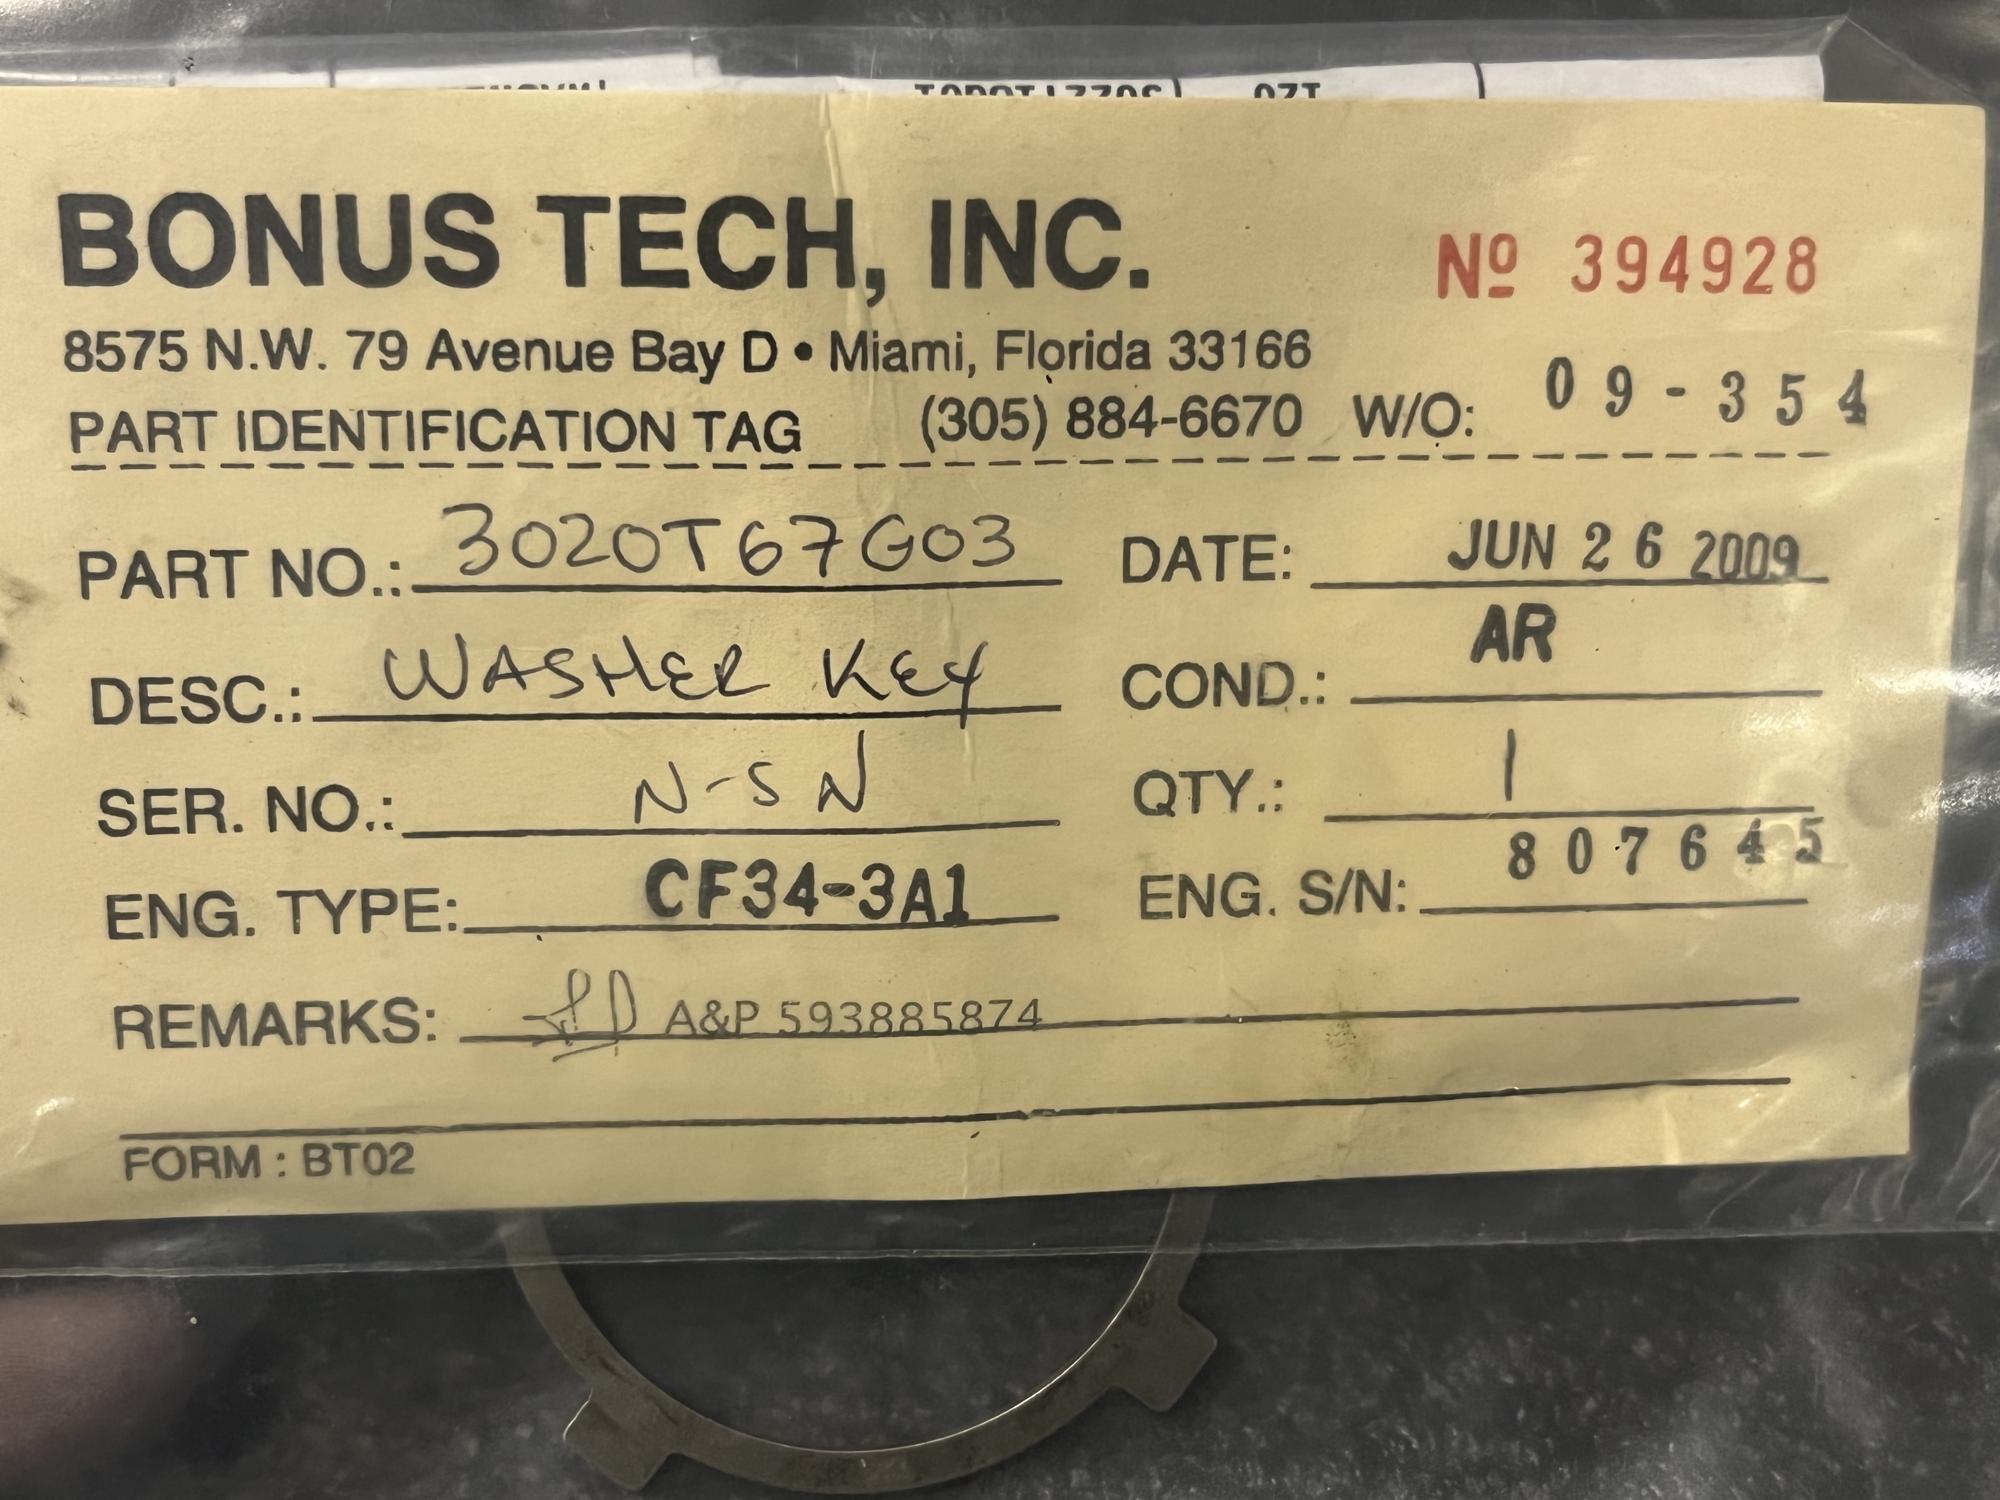 BONUS TECH, INC.
Nº 394928
8575 N.W. 79 Avenue Bay D • Miami, Florida 33166
PART IDENTIFICATION TAG (305) 884-6670 W/O: 09-354
PART NO.: 3020T67G03 DATE: JUN 26 2009
DESC.: WASHER KEY COND.: AR
SER. NO.: N-SN QTY.: 1
ENG. TYPE: CF34-3A1 ENG. S/N: 807645
REMARKS: A&P 593885874
FORM : BT02